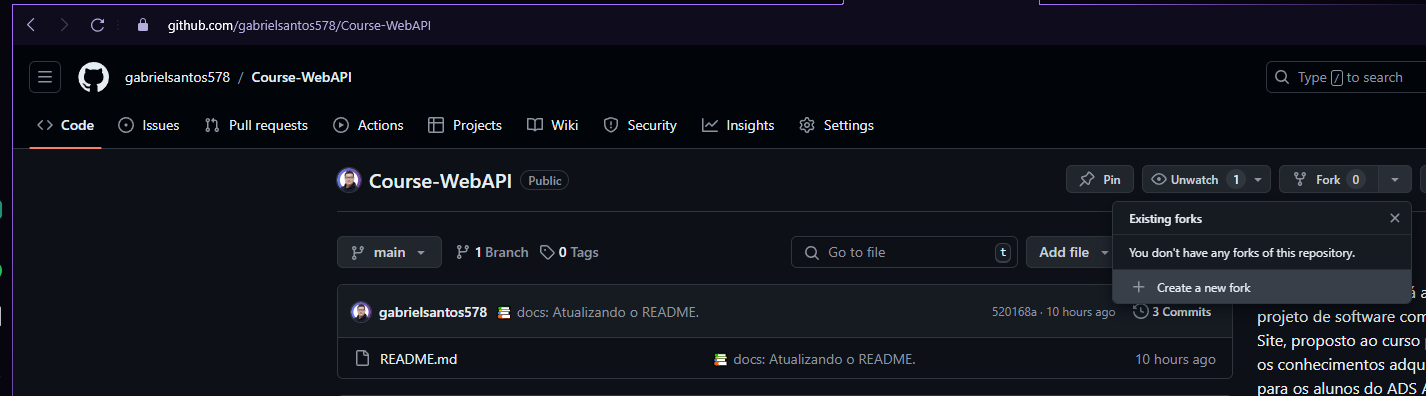 github.com/gabrielsantos578/Course-WebAPI
gabrielsantos578 / Course-WebAPI
Type / to search
Code Issues Pull requests Actions Projects Wiki Security Insights Settings
Course-WebAPI Public
Pin Unwatch 1 Fork 0
Existing forks
You don't have any forks of this repository.
Create a new fork
main 1 Branch 0 Tags
Go to file t Add file
gabrielsantos578 docs: Atualizando o README. 520168a · 10 hours ago 3 Commits
README.md docs: Atualizando o README. 10 hours ago
projeto de software com
Site, proposto ao curso
os conhecimentos adqu
para os alunos do ADS A